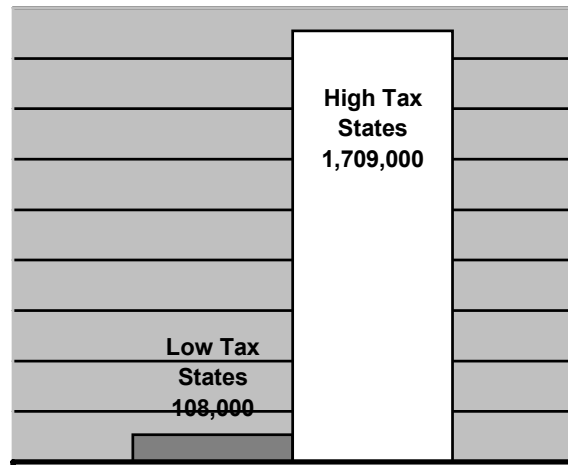 High Tax
States
1,709,000
Low Tax
States
108,000